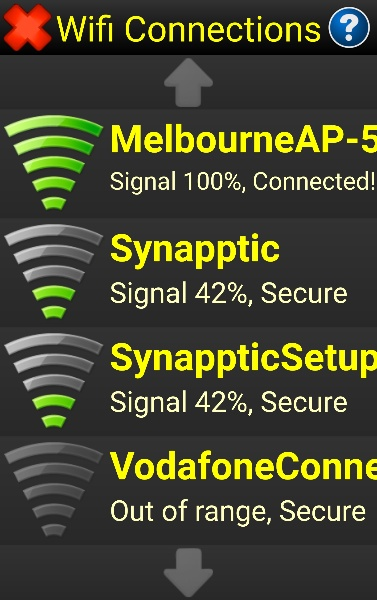 Wifi Connections ?
MelbourneAP-5
Signal 100%, Connected!
Synapptic
Signal 42%, Secure
SynappticSetup
Signal 42%, Secure
VodafoneConne
Out of range, Secure